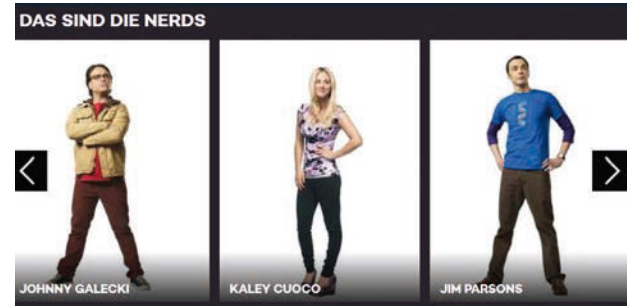 DAS SIND DIE NERDS
JOHNNY GALECKI
KALEY CUOCO
JIM PARSONS